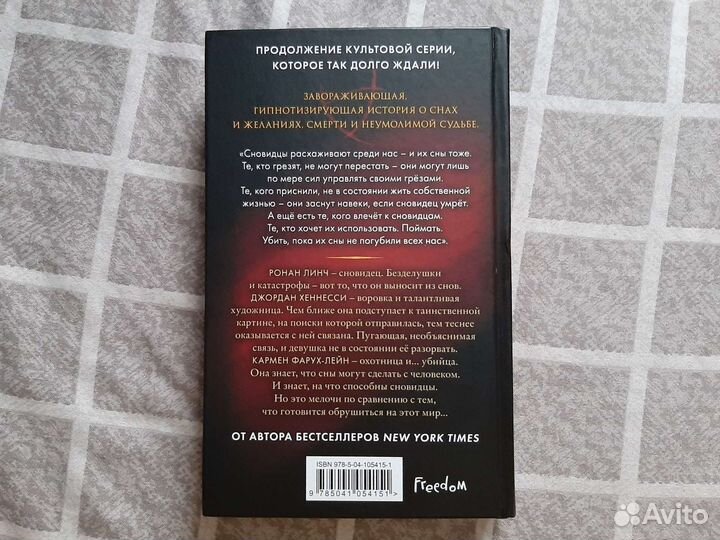 ПРОДОЛЖЕНИЕ КУЛЬТОВОЙ СЕРИИ,
КОТОРОЕ ТАК ДОЛГО ЖДАЛИ!
ЗАВОРАЖИВАЮЩАЯ,
ГИПНОТИЗИРУЮЩАЯ ИСТОРИЯ О СНАХ
И ЖЕЛАНИЯХ, СМЕРТИ И НЕУМОЛИМОЙ СУДЬБЕ.
«Сновидцы расхаживают среди нас – и их сны тоже.
Те, кто грезят, не могут перестать – они могут лишь
по мере сил управлять своими грёзами.
Те, кого приснили, не в состоянии жить собственной
жизнью – они заснут навеки, если сновидец умрёт.
А ещё есть те, кого влечёт к сновидцам.
Те, кто хочет их использовать. Поймать.
Убить, пока их сны не погубили всех нас».
РОНАН ЛИНЧ – сновидец. Безделушки
и катастрофы – вот то, что он выносит из снов.
ДЖОРДАН ХЕННЕССИ – воровка и талантливая
художница. Чем ближе она подступает к таинственной
картине, на поиски которой отправилась, тем теснее
оказывается с ней связана. Пугающая, необъяснимая
связь, и девушка не в состоянии её разорвать.
КАРМЕН ФАРУХ-ЛЕЙН – охотница и... убийца.
Она знает, что сны могут сделать с человеком.
И знает, на что способны сновидцы.
Но это мелочи по сравнению с тем,
что готовится обрушиться на этот мир...
ОТ АВТОРА БЕСТСЕЛЛЕРОВ NEW YORK TIMES
ISBN 978-5-04-105415-1
9 785041 054151 >
freedom
Avito